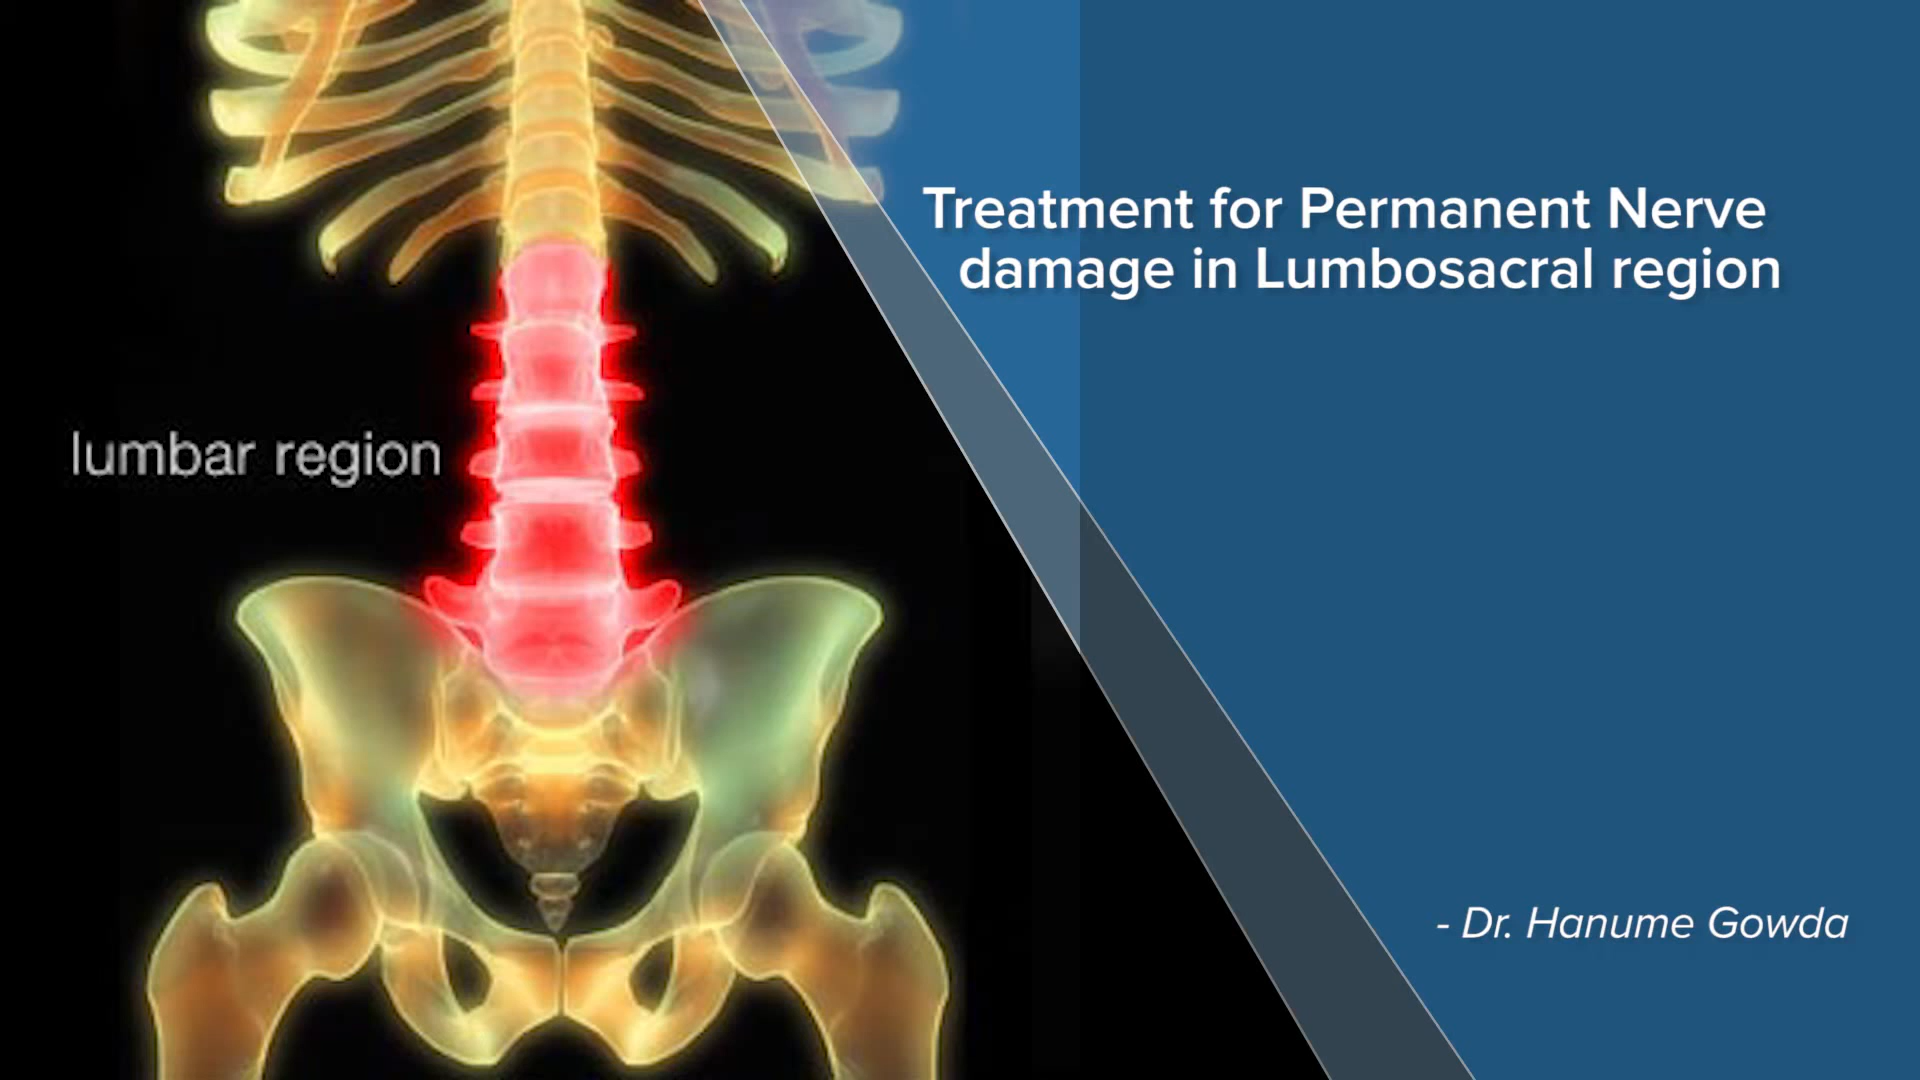 Treatment for Permanent Nerve
damage in Lumbosacral region
lumbar region
- Dr. Hanume Gowda